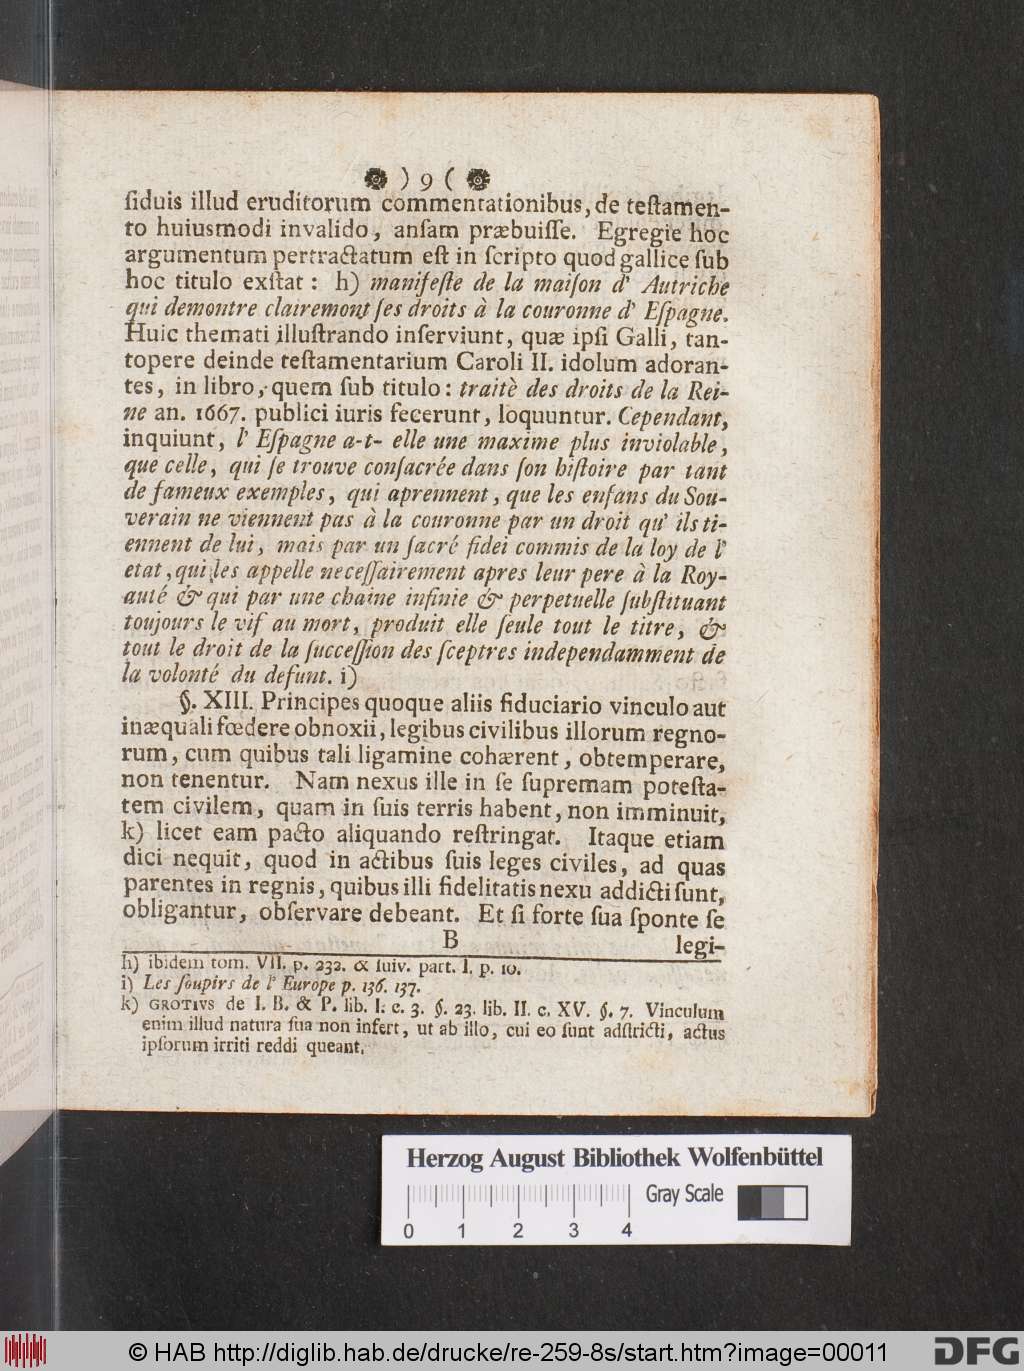 ) 9 (
ſiduis illud eruditorum commentationibus, de teſtamen-
to huiusmodi invalido, anſam præbuiſſe. Egregie hoc
argumentum pertractatum eſt in ſcripto quod gallice ſub
hoc titulo exſtat: h) manifeſte de la maiſon d' Autriche
qui demontre clairemont ſes droits à la couronne d' Eſpagne.
Huic themati illuſtrando inſerviunt, quæ ipſi Galli, tan-
topere deinde teſtamentarium Caroli II. idolum adoran-
tes, in libro, quem ſub titulo: traitè des droits de la Rei-
ne an. 1667. publici iuris fecerunt, loquuntur. Cependant,
inquiunt, l' Eſpagne a-t- elle une maxime plus inviolable,
que celle, qui ſe trouve conſacrée dans ſon hiſtoire par tant
de fameux exemples, qui aprennent, que les enfans du Sou-
verain ne viennent pas à la couronne par un droit qu' ils ti-
ennent de lui, mais par un ſacré fidei commis de la loy de l'
etat, qui les appelle neceſſairement apres leur pere à la Roy-
auté & qui par une chaine infinie & perpetuelle ſubſtituant
toujours le vif au mort, produit elle ſeule tout le titre, &
tout le droit de la ſucceſſion des ſceptres independamment de
la volonté du defunt. i)
§. XIII. Principes quoque aliis fiduciario vinculo aut
inæquali fœdere obnoxii, legibus civilibus illorum regno-
rum, cum quibus tali ligamine cohærent, obtemperare,
non tenentur. Nam nexus ille in ſe ſupremam poteſta-
tem civilem, quam in ſuis terris habent, non imminuit,
k) licet eam pacto aliquando reſtringat. Itaque etiam
dici nequit, quod in actibus ſuis leges civiles, ad quas
parentes in regnis, quibus illi fidelitatis nexu addicti ſunt,
obligantur, obſervare debeant. Et ſi forte ſua ſponte ſe
B legi-
h) ibidem tom. VII. p. 232. & ſuiv. part. I. p. 10.
i) Les ſoupirs de l' Europe p. 136. 137.
k) GROTIVS de I. B. & P. lib. I. c. 3. §. 23. lib. II. c. XV. §. 7. Vinculum
enim illud natura ſua non infert, ut ab illo, cui eo ſunt adſtricti, actus
ipſorum irriti reddi queant.
Herzog August Bibliothek Wolfenbüttel
Gray Scale
0 1 2 3 4
© HAB http://diglib.hab.de/drucke/re-259-8s/start.htm?image=00011
DFG